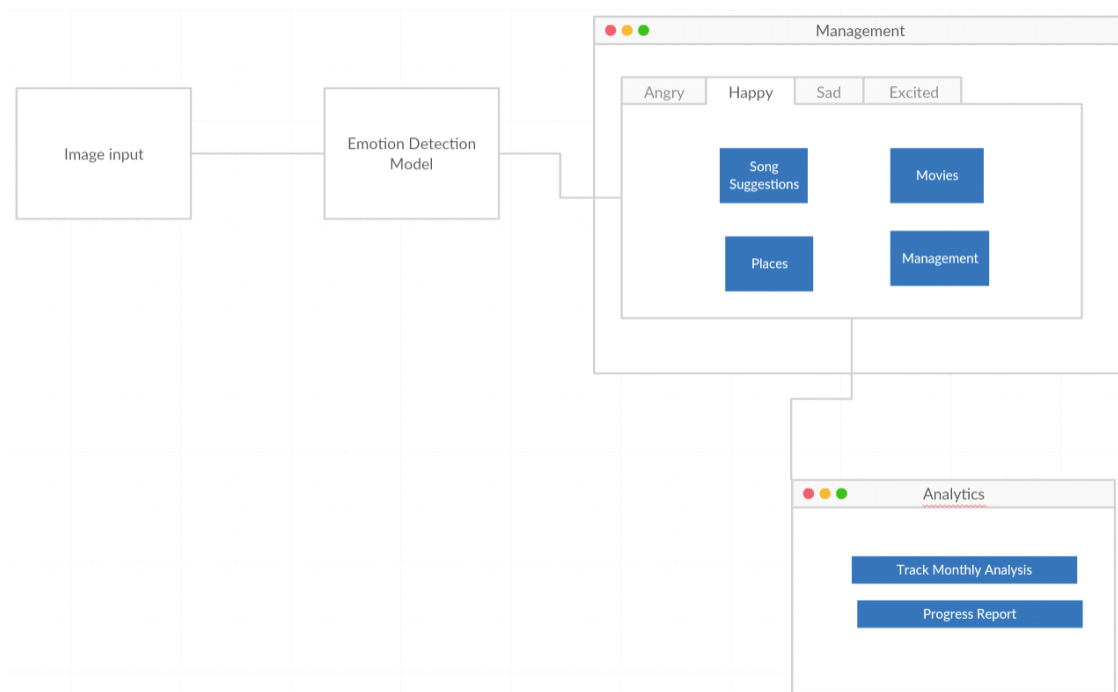 Management
Angry
Happy
Sad
Excited
Image input
Emotion Detection
Model
Song
Suggestions
Movies
Places
Management
Analytics
Track Monthly Analysis
Progress Report